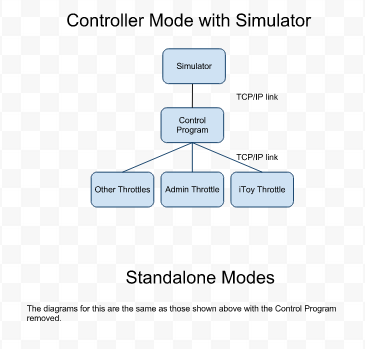 Controller Mode with Simulator
Simulator
TCP/IP link
Control
Program
TCP/IP link
Other Throttles
Admin Throttle
iToy Throttle
Standalone Modes
The diagrams for this are the same as those shown above with the Control Program
removed.